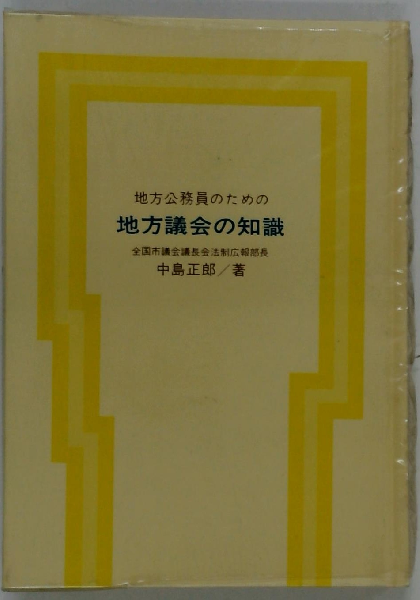 地方公務員のための
地方議会の知識
全国市議会議長会法制広報部長
中島正郎／著